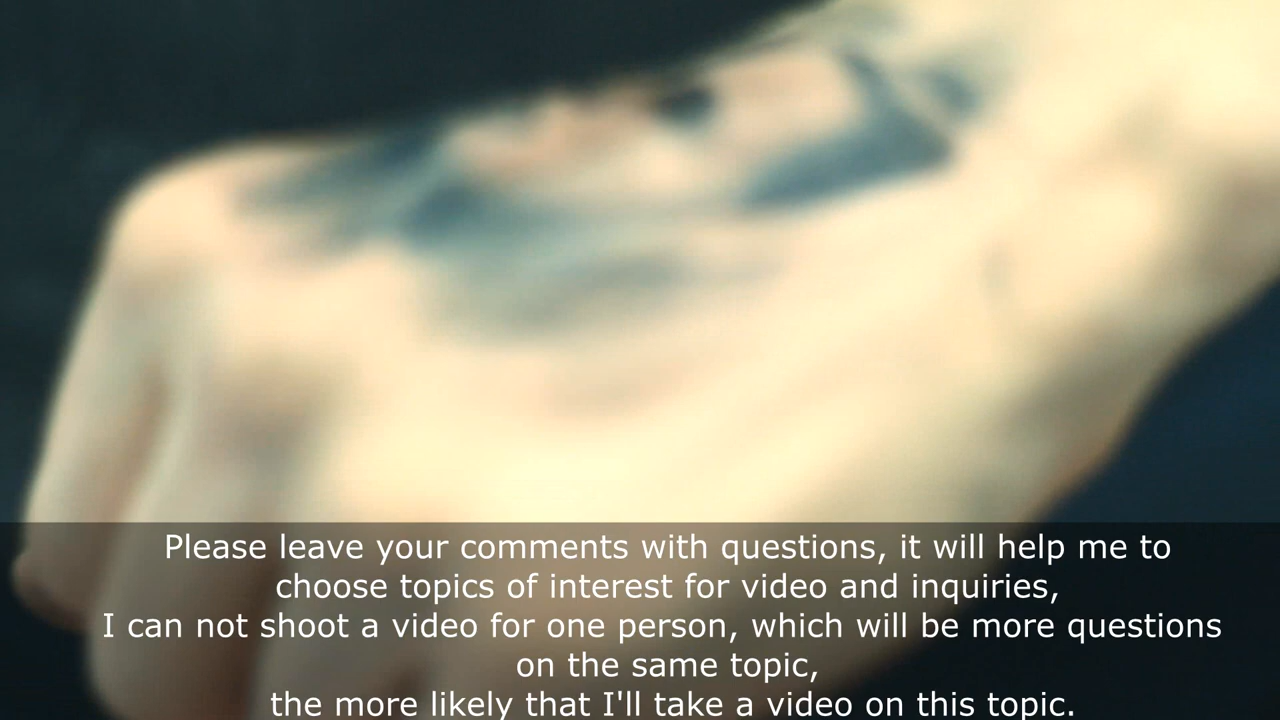 Please leave your comments with questions, it will help me to
choose topics of interest for video and inquiries,
I can not shoot a video for one person, which will be more questions
on the same topic,
the more likely that I'll take a video on this topic.